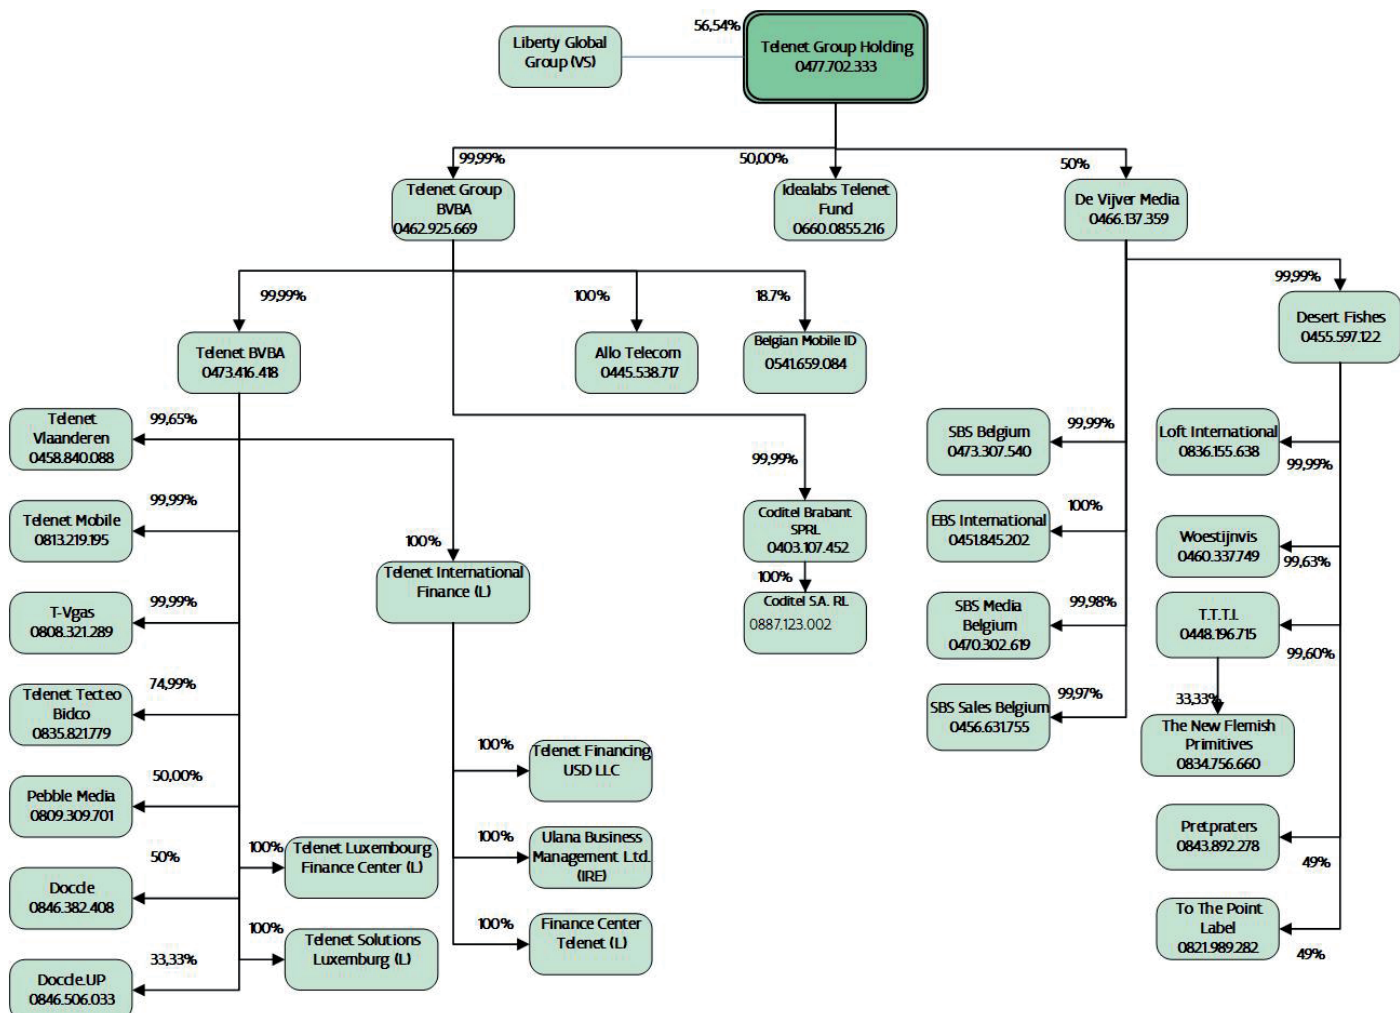 56,54%
Liberty Global
Group (VS)
Telenet Group Holding
0477.702.333
99,99%
50,00%
50%
Telenet Group
BVBA
0462.925.669
Idealabs Telenet
Fund
0660.0855.216
De Vijver Media
0466.137.359
99,99%
100%
18.7%
99,99%
Telenet BVBA
0473.416.418
Allo Telecom
0445.538.717
Belgian Mobile ID
0541.659.084
Desert Fishes
0455.597.122
Telenet
Vlaanderen
0458.840.088
99,65%
99,99%
SBS Belgium
0473.307.540
99,99%
Loft International
0836.155.638
99,99%
Telenet Mobile
0813.219.195
99,99%
100%
Telenet International
Finance (L)
Coditel Brabant
SPRL
0403.107.452
100%
Coditel S.A. RL
0887.123.002
EBS International
0451.845.202
100%
Woestijnvis
0460.337.749
99,63%
T-Vgas
0808.321.289
99,99%
SBS Media
Belgium
0470.302.619
99,98%
T.T.T.I.
0448.196.715
99,60%
Telenet Tecteo
Bidco
0835.821.779
74,99%
SBS Sales Belgium
0456.631.755
99,97%
33,33%
The New Flemish
Primitives
0834.756.660
100%
Telenet Financing
USD LLC
Pebble Media
0809.309.701
50,00%
100%
Telenet Luxembourg
Finance Center (L)
100%
Ulana Business
Management Ltd.
(IRE)
Pretpraters
0843.892.278
49%
Doccle
0846.382.408
50%
100%
Telenet Solutions
Luxemburg (L)
100%
Finance Center
Telenet (L)
To The Point
Label
0821.989.282
49%
Doccle.UP
0846.506.033
33,33%